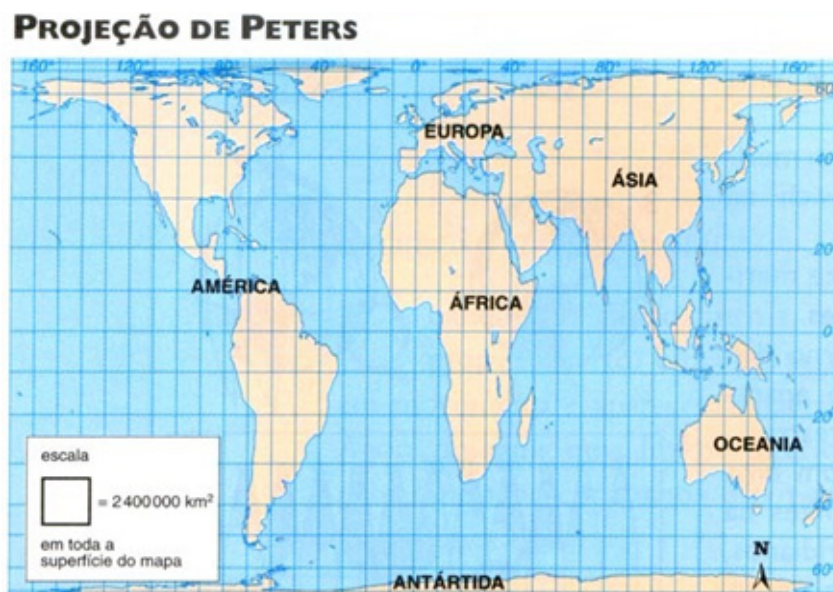 PROJEÇÃO DE PETERS
160° 120° 80° 40° 0° 40° 80° 120° 160°
60°
EUROPA
ÁSIA
40°
20°
AMÉRICA
ÁFRICA
0°
20°
OCEANIA
escala
= 2400000 km²
40°
em toda a
superfície do mapa
N
60°
ANTÁRTIDA